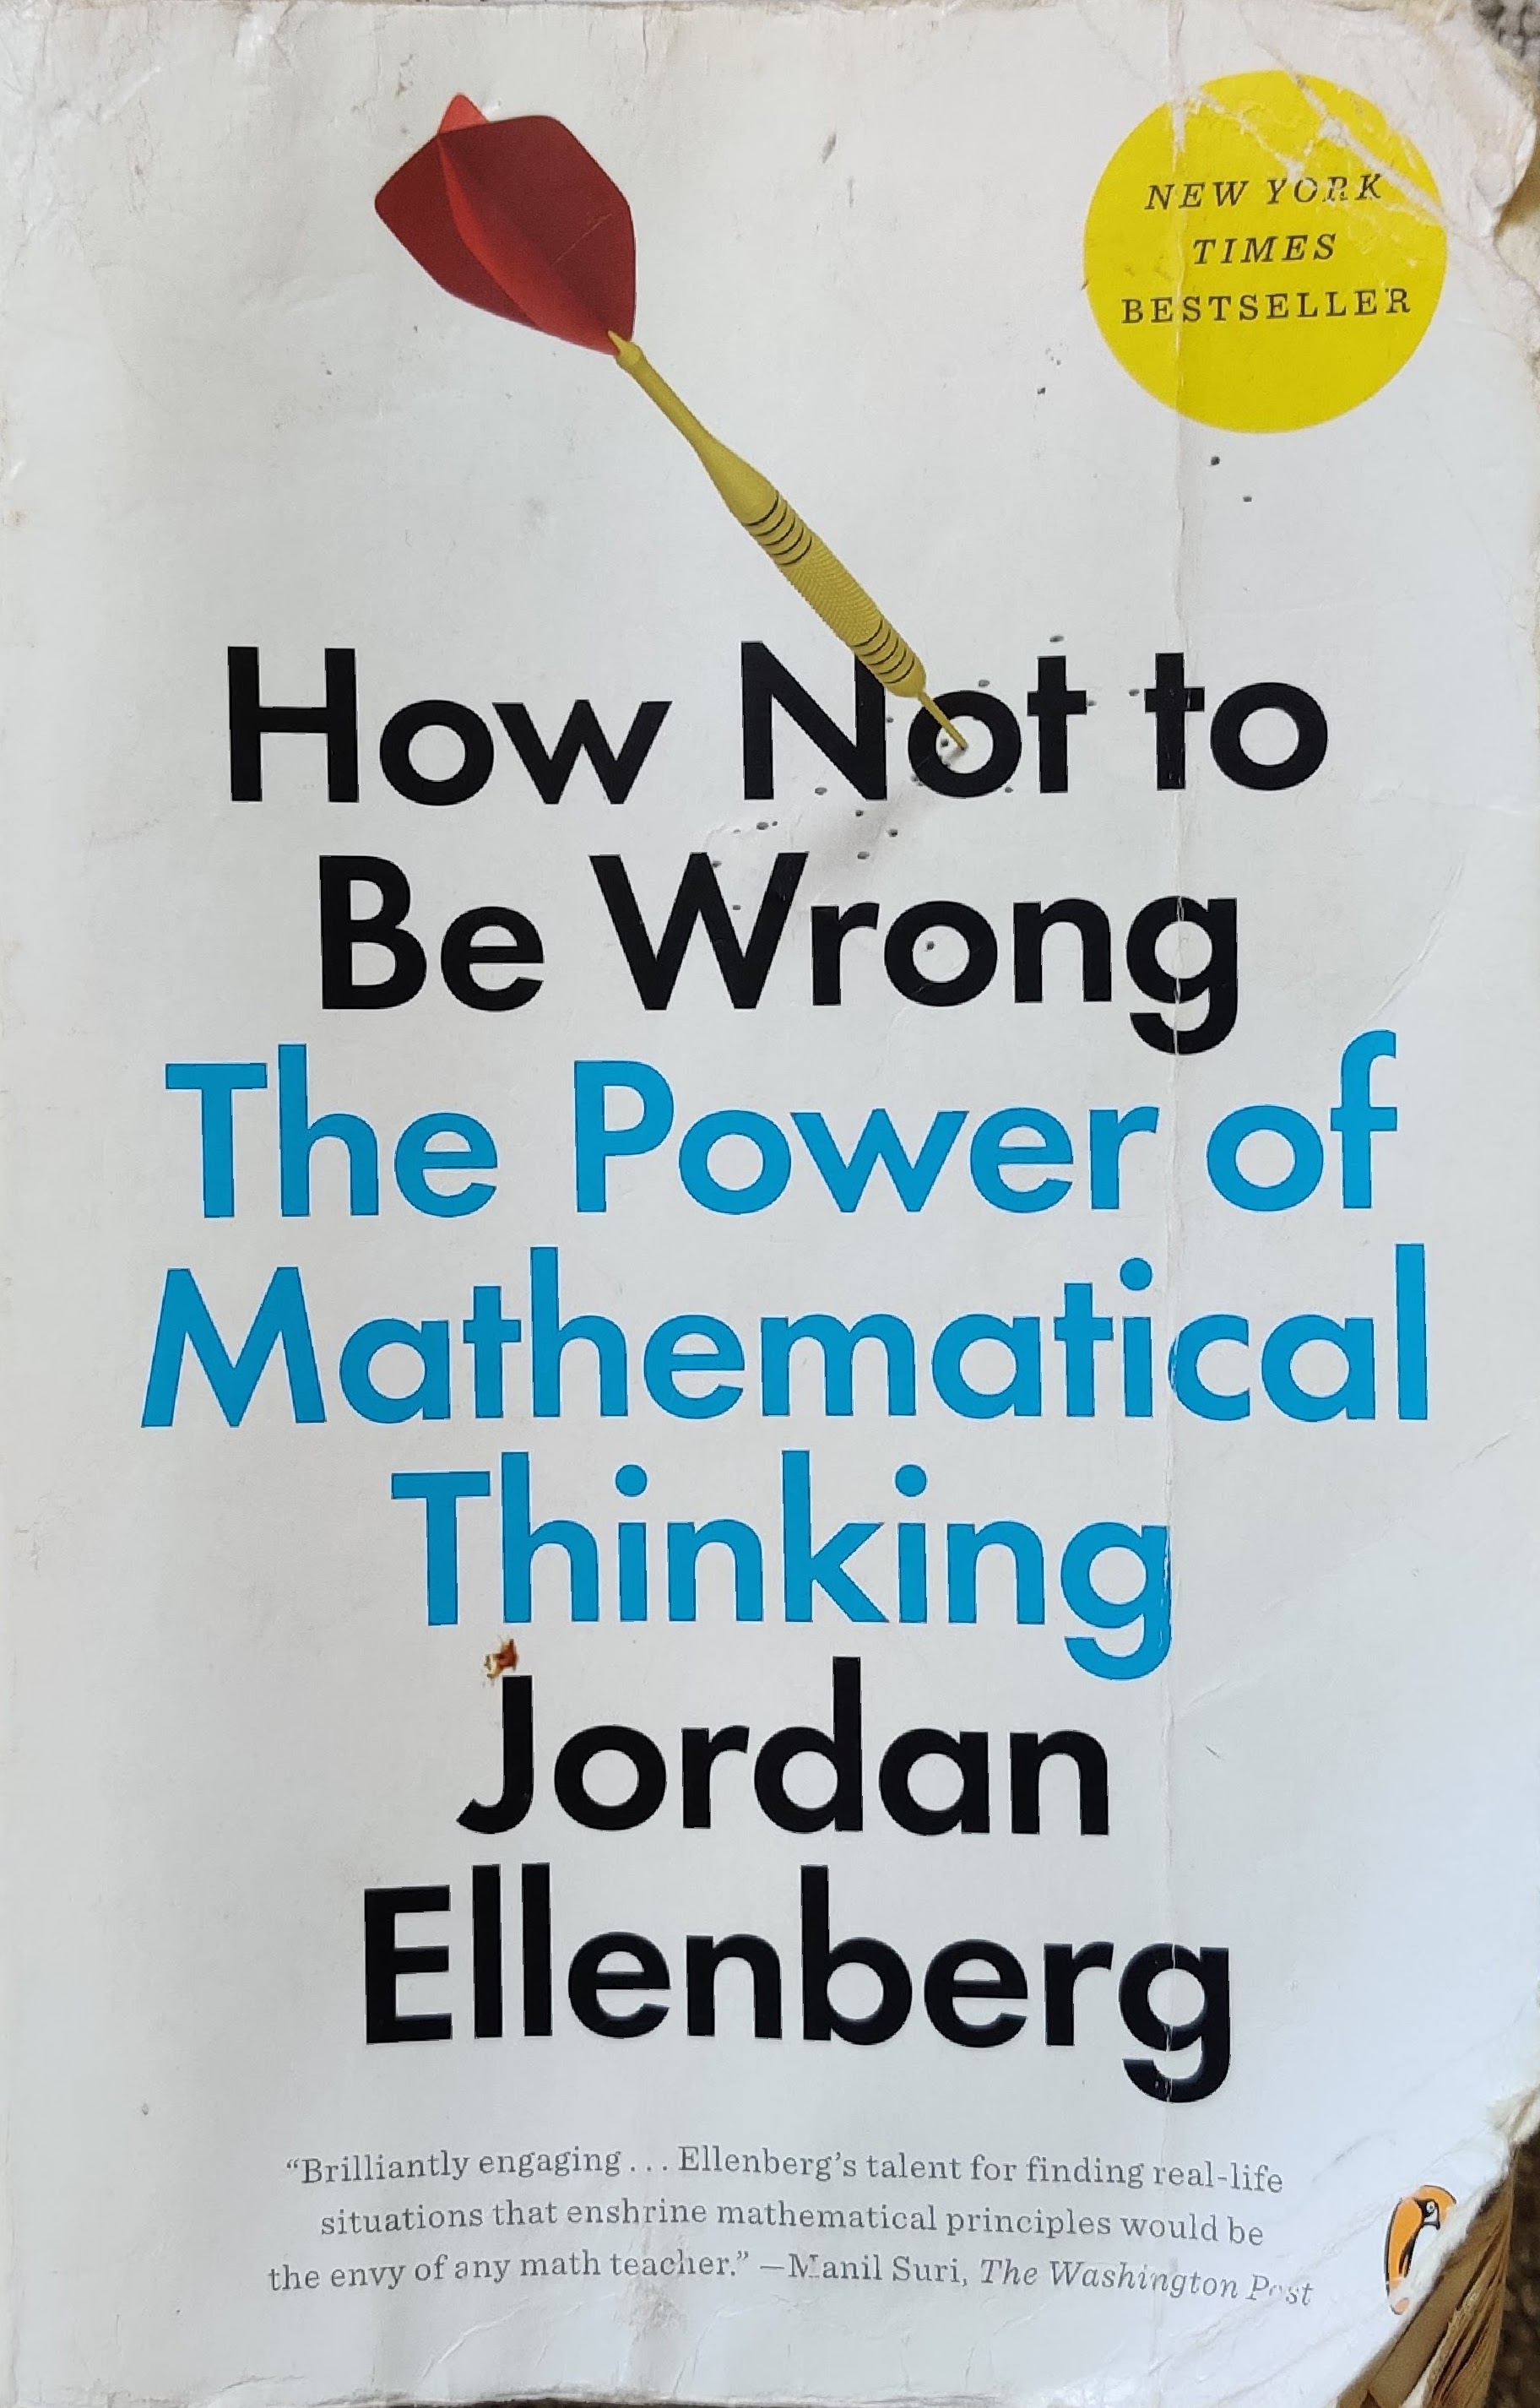 NEW YORK
TIMES
BESTSELLER
How Not to
Be Wrong
The Power of
Mathematical
Thinking
Jordan
Ellenberg
“Brilliantly engaging . . . Ellenberg’s talent for finding real-life
situations that enshrine mathematical principles would be
the envy of any math teacher.” —Manil Suri, The Washington Post